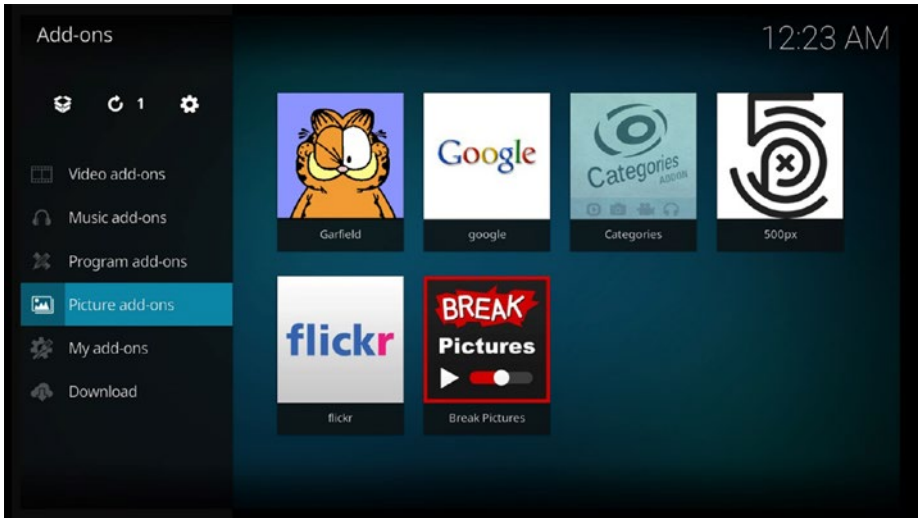 Add-ons
12:23 AM
1
Video add-ons
Music add-ons
Program add-ons
Picture add-ons
My add-ons
Download
Garfield
Google
google
Categories
ADDON
Categories
500px
flickr
flickr
BREAK
Pictures
Break Pictures